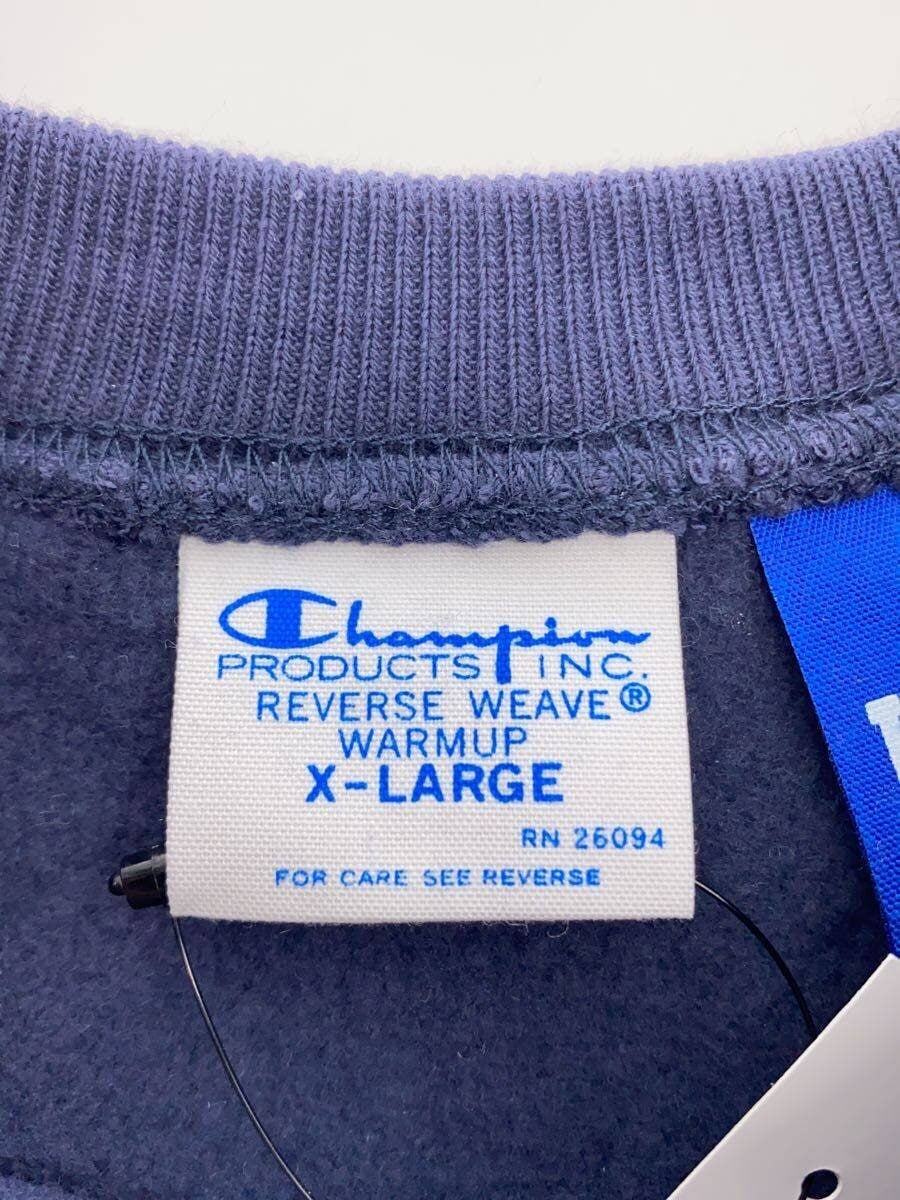 Champion
PRODUCTS INC.
REVERSE WEAVE®
WARMUP
X-LARGE
RN 26094
FOR CARE SEE REVERSE